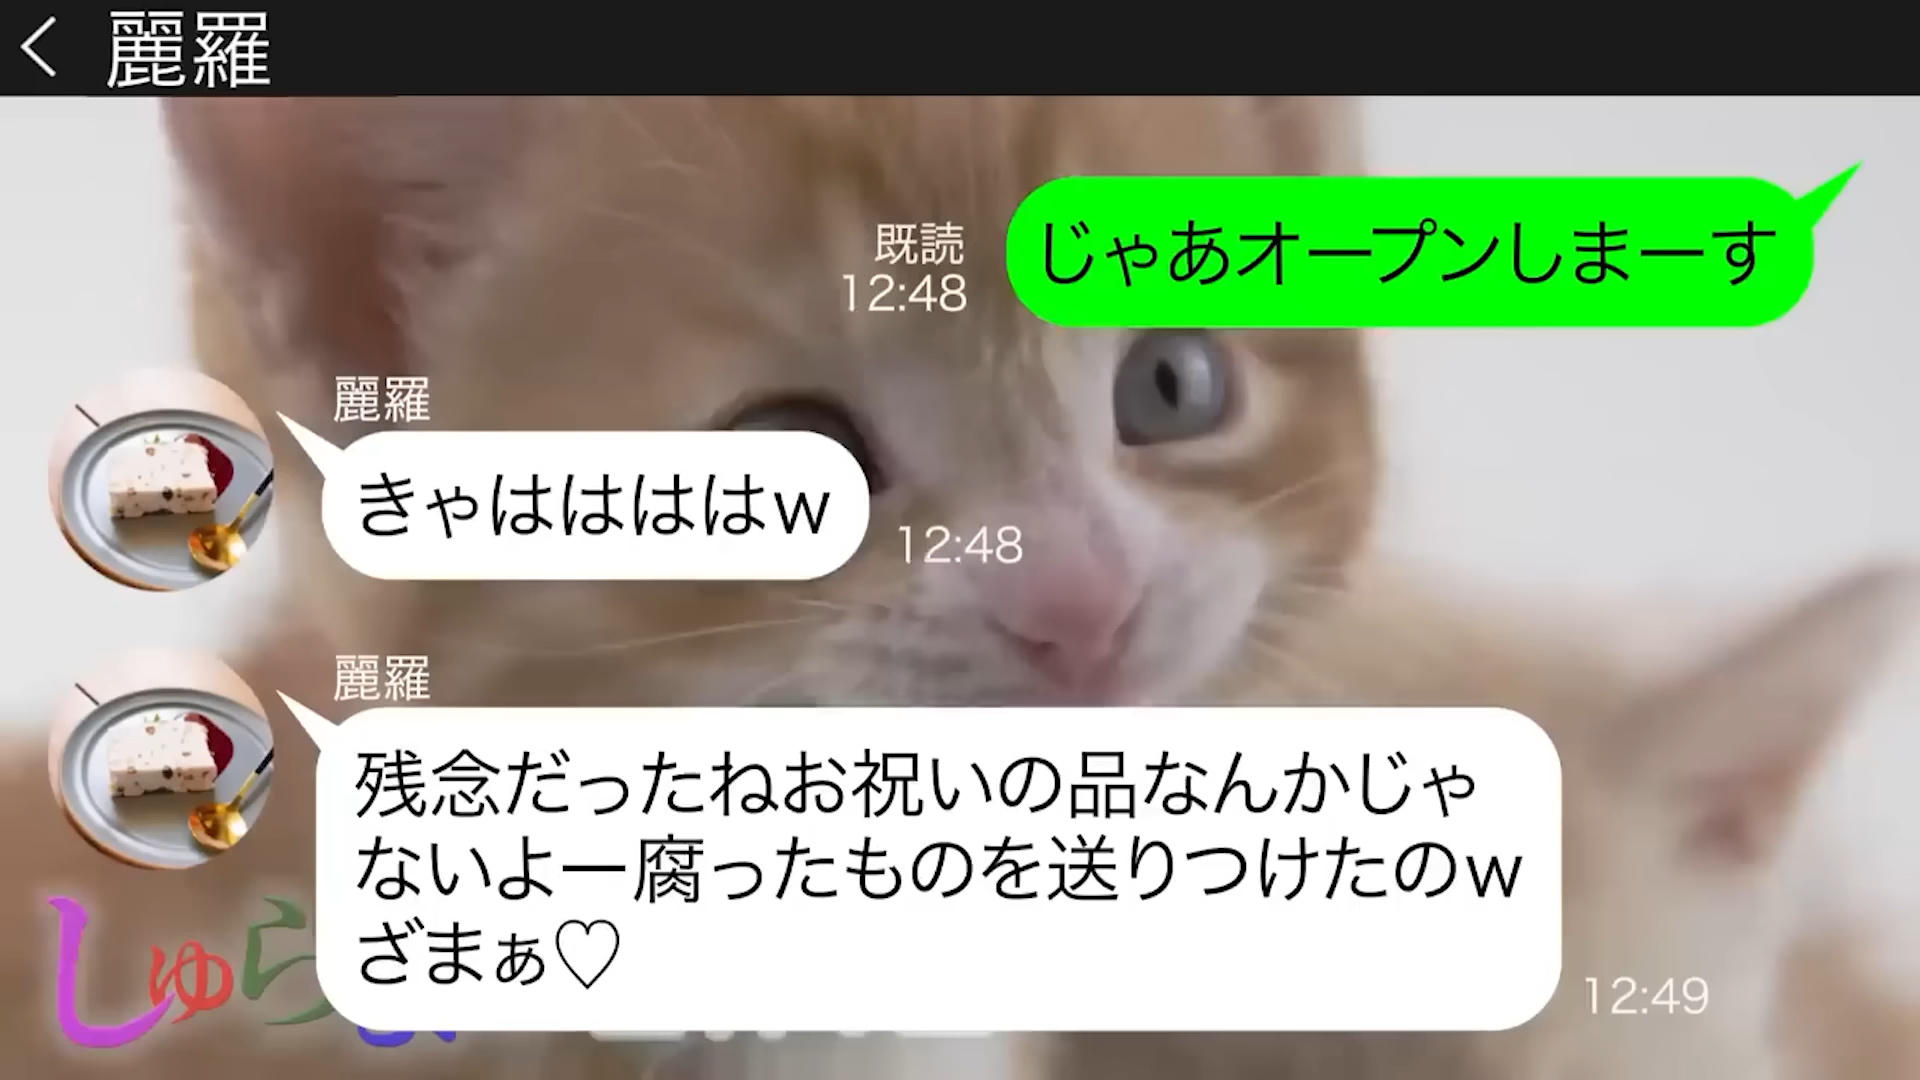 麗羅
じゃあオープンしまーす
既読
12:48
麗羅
きゃははははw
12:48
麗羅
残念だったねお祝いの品なんかじゃ
ないよー腐ったものを送りつけたのw
ざまぁ♡
12:49
しゅら